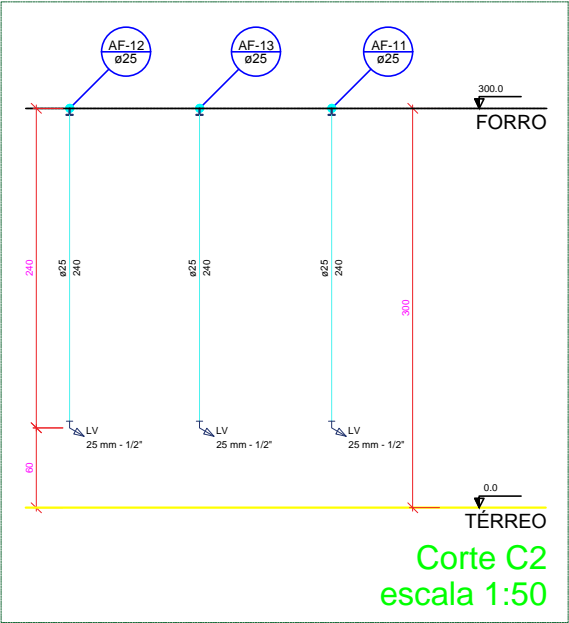 AF-12
ø25
AF-13
ø25
AF-11
ø25
300.0
FORRO
240
ø25
240
ø25
240
ø25
240
300
LV
25 mm - 1/2"
LV
25 mm - 1/2"
LV
25 mm - 1/2"
60
0.0
TÉRREO
Corte C2
escala 1:50